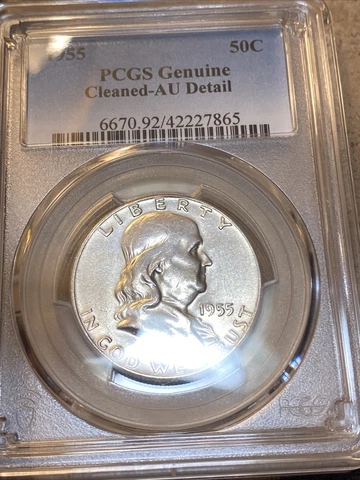 1955 50C
PCGS Genuine
Cleaned-AU Detail
6670.92/42227865
LIBERTY
1955
IN GOD WE TRUST